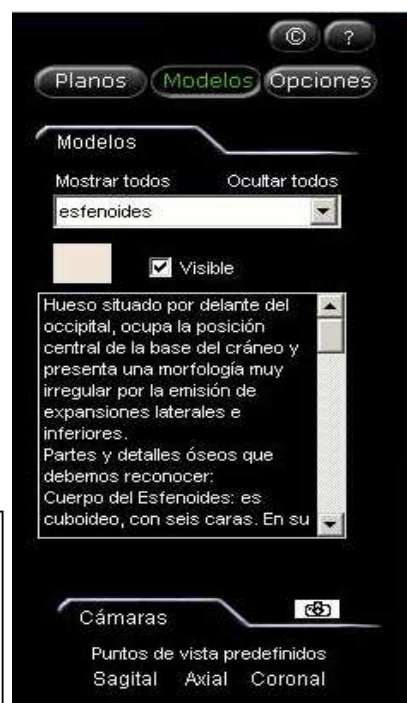 © ?
Planos Modelos Opciones
Modelos
Mostrar todos Ocultar todos
esfenoides
Visible
Hueso situado por delante del
occipital, ocupa la posición
central de la base del cráneo y
presenta una morfología muy
irregular por la emisión de
expansiones laterales e
inferiores.
Partes y detalles óseos que
debemos reconocer:
Cuerpo del Esfenoides: es
cuboideo, con seis caras. En su
Cámaras
Puntos de vista predefinidos
Sagital Axial Coronal